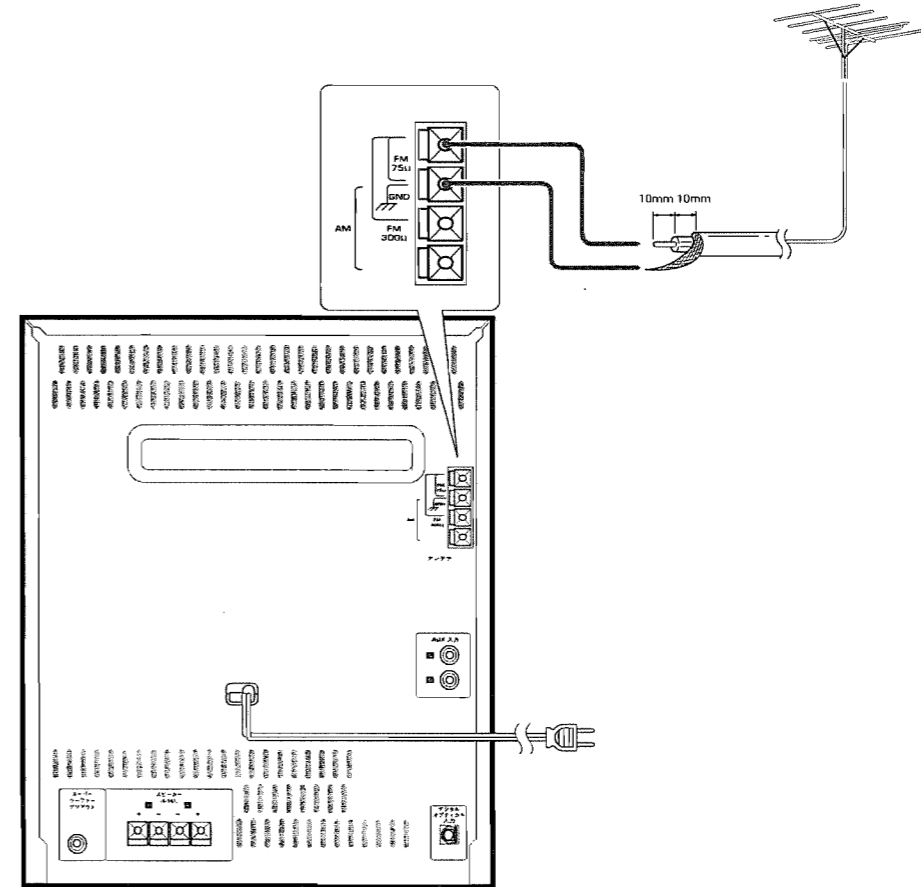 FM
75Ω
GND
AM
FM
300Ω
10mm 10mm
アンテナ
AUX 入力
スーパー
ウーファー
プリアウト
スピーカー
+ − − +
デジタル
オプティカル
入力